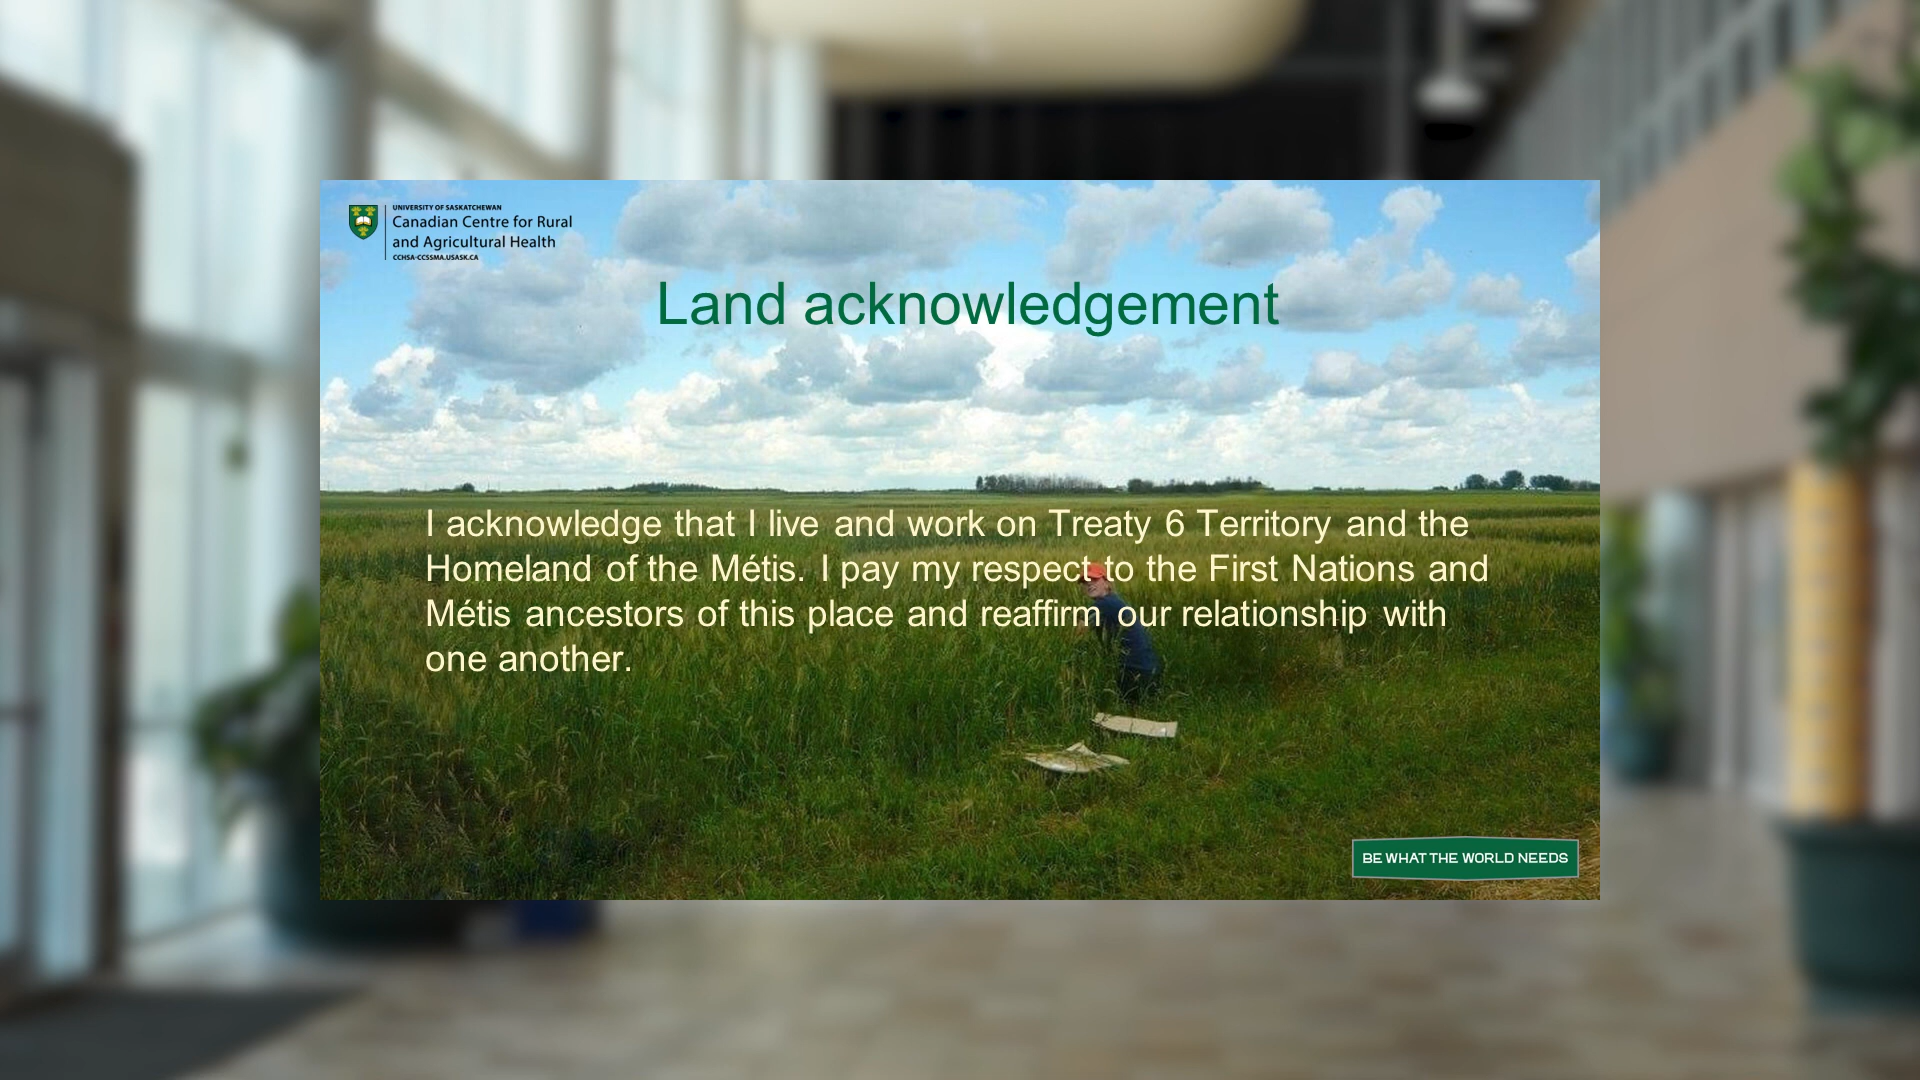 UNIVERSITY OF SASKATCHEWAN
Canadian Centre for Rural
and Agricultural Health
CCHSA-CCSSMA.USASK.CA
Land acknowledgement
I acknowledge that I live and work on Treaty 6 Territory and the
Homeland of the Métis. I pay my respect to the First Nations and
Métis ancestors of this place and reaffirm our relationship with
one another.
BE WHAT THE WORLD NEEDS